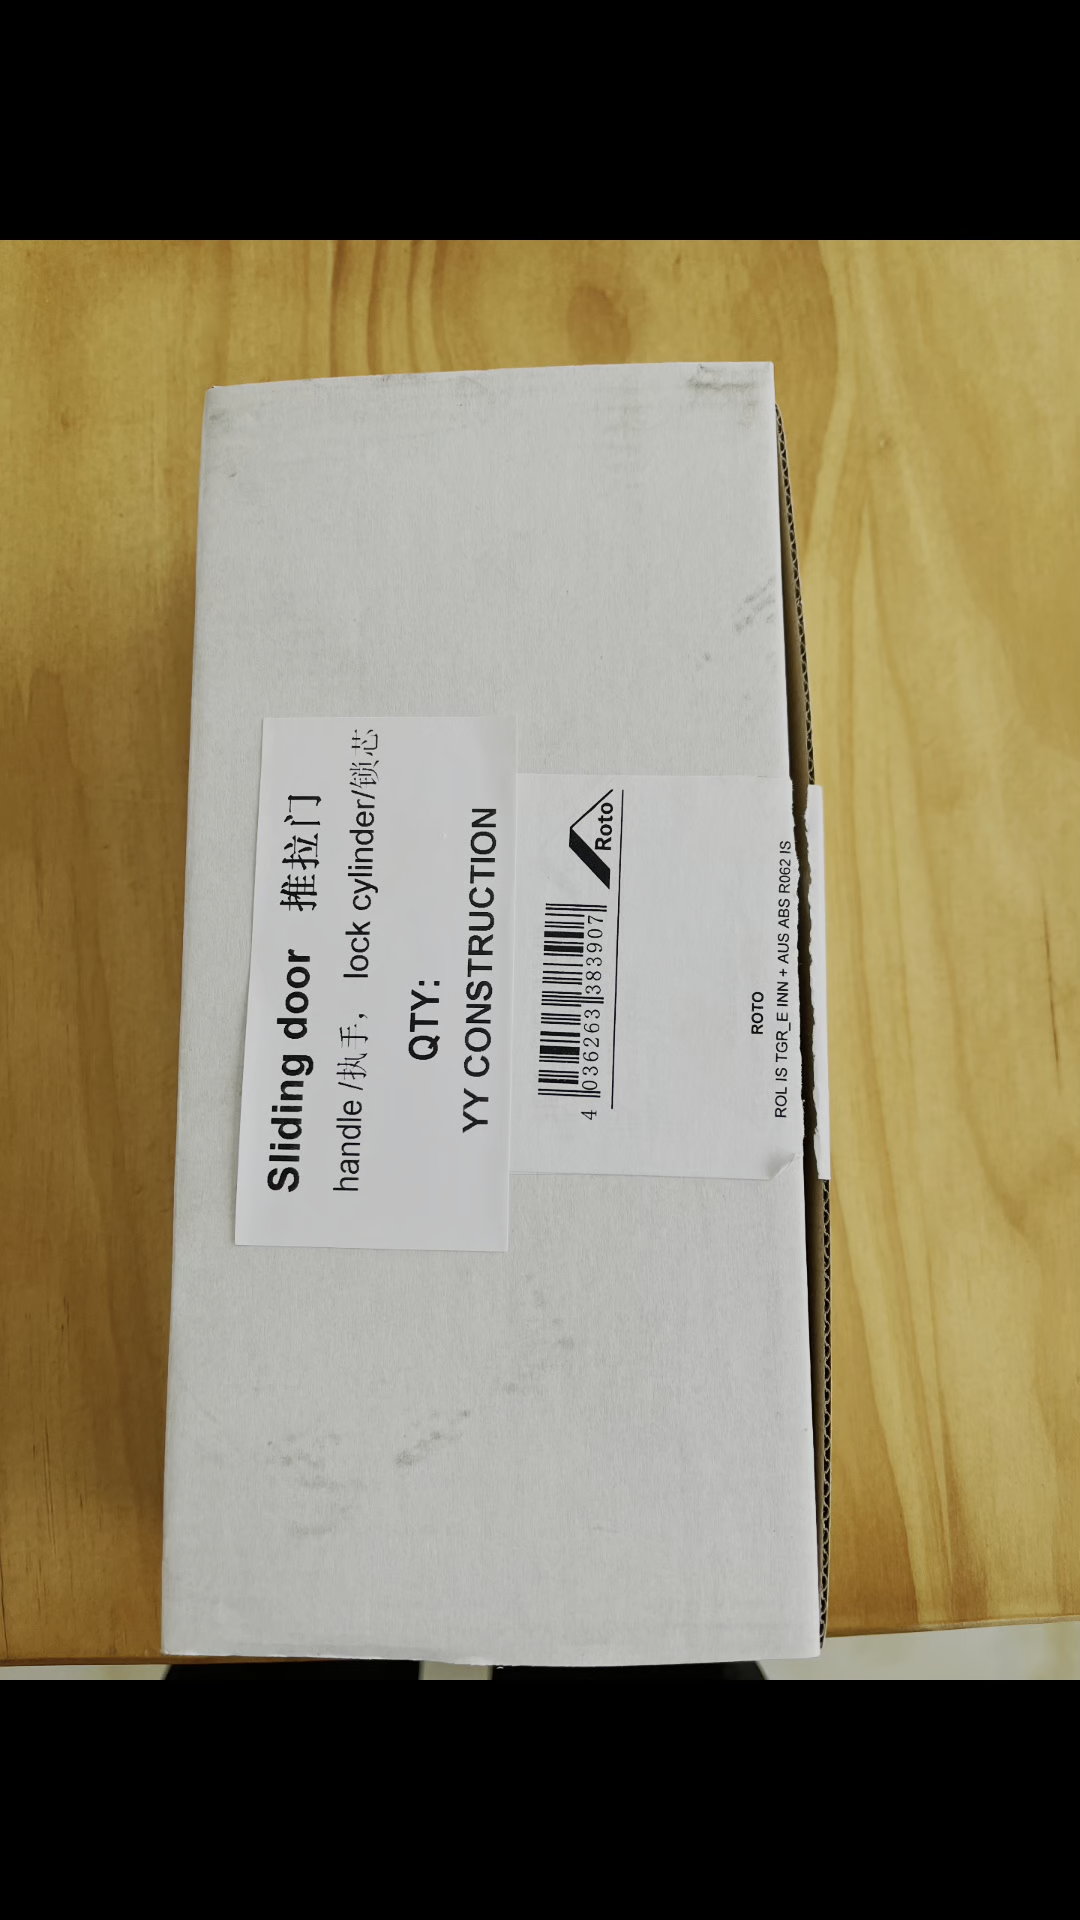 Sliding door 推拉门
handle /执手， lock cylinder/锁芯
QTY:
YY CONSTRUCTION
4 036263 383907
Roto
ROTO
ROL IS TGR_E INN + AUS ABS R062 IS